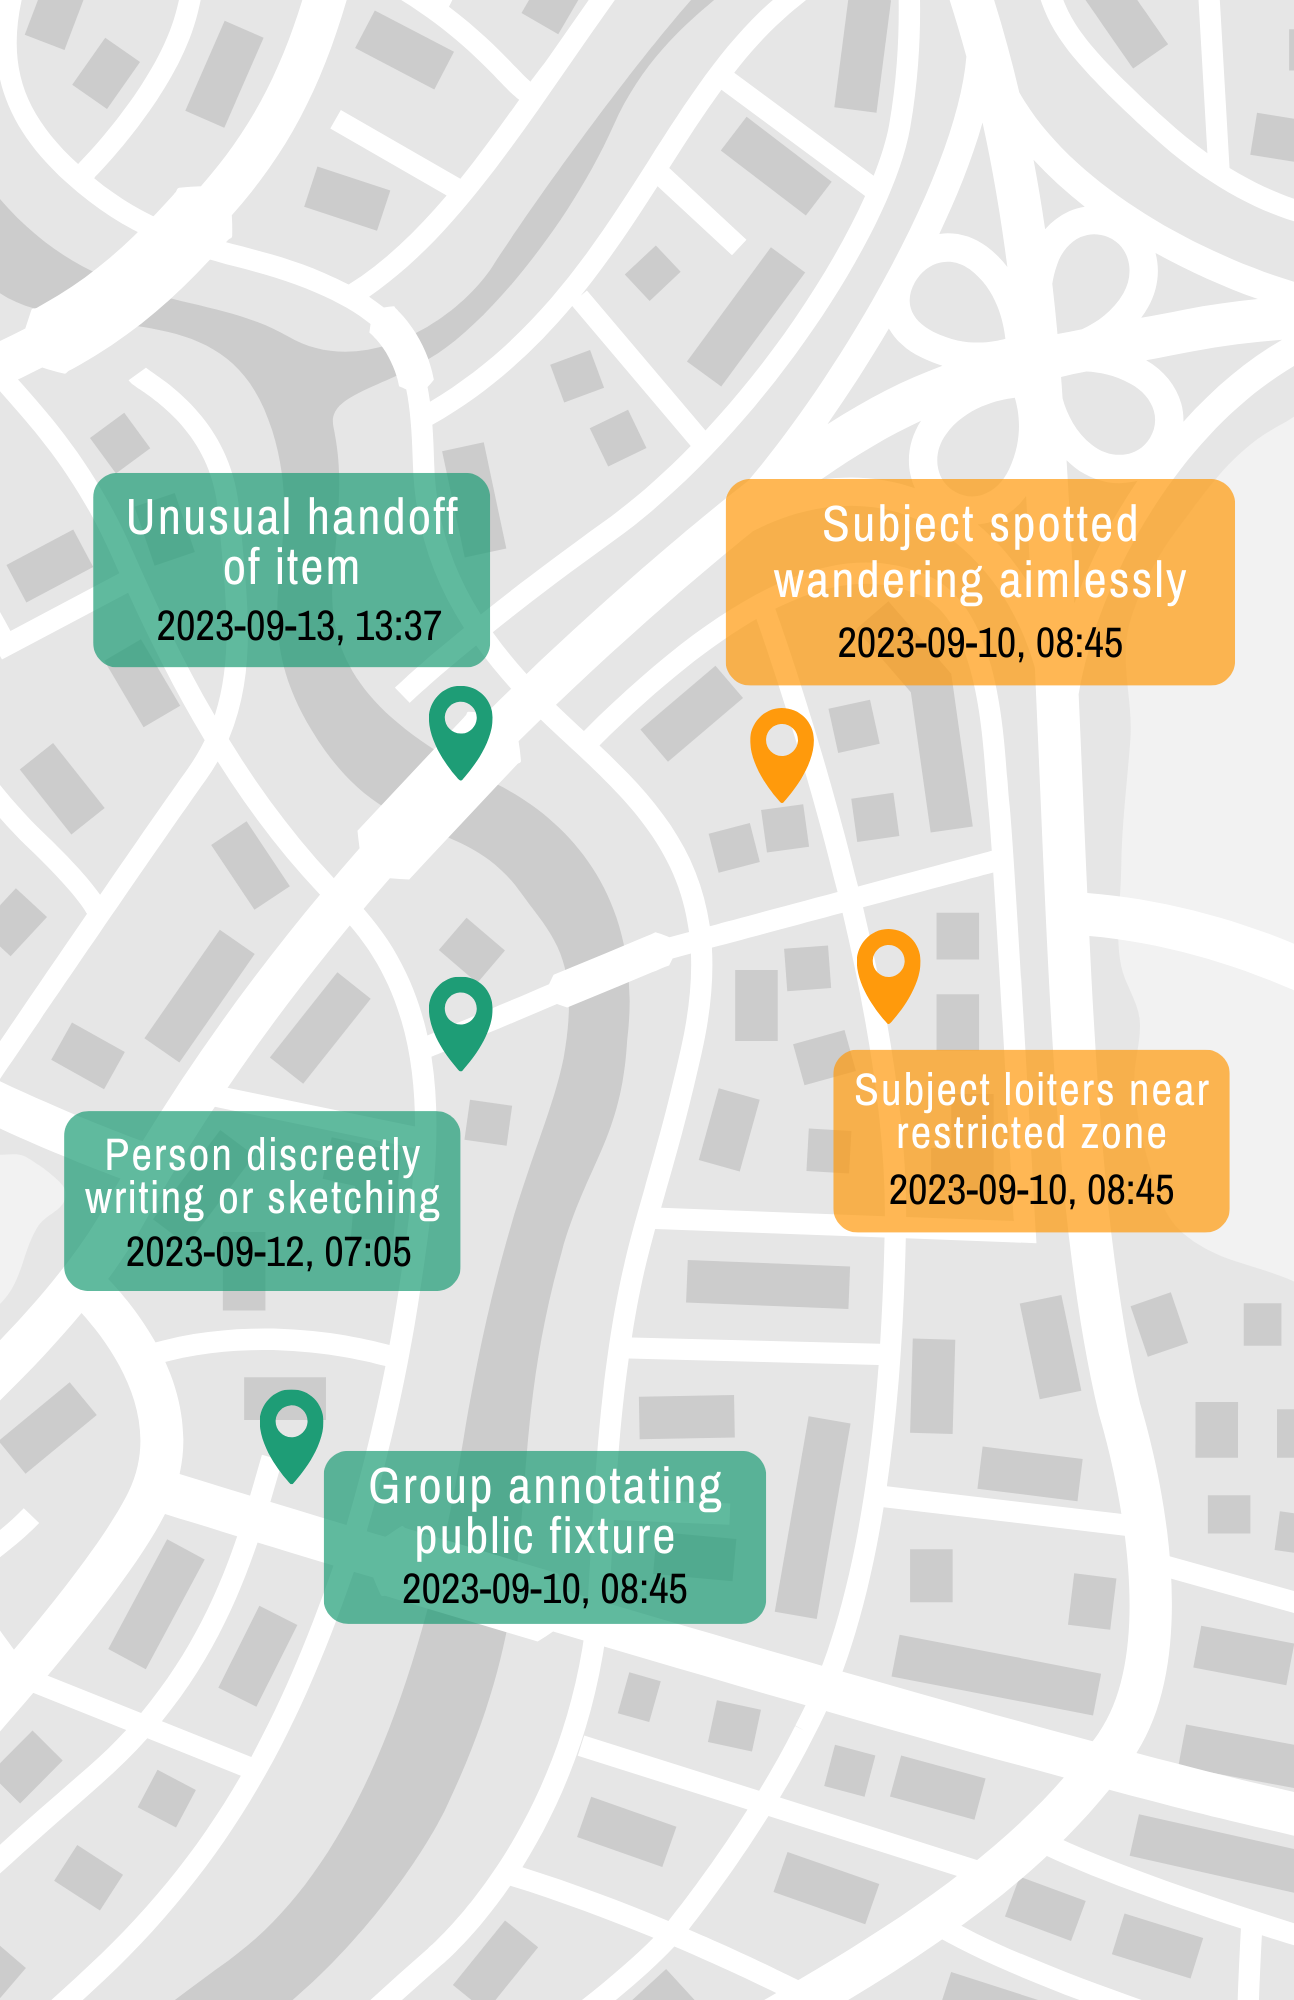 Unusual handoff
of item
2023-09-13, 13:37
Subject spotted
wandering aimlessly
2023-09-10, 08:45
Subject loiters near
restricted zone
2023-09-10, 08:45
Person discreetly
writing or sketching
2023-09-12, 07:05
Group annotating
public fixture
2023-09-10, 08:45